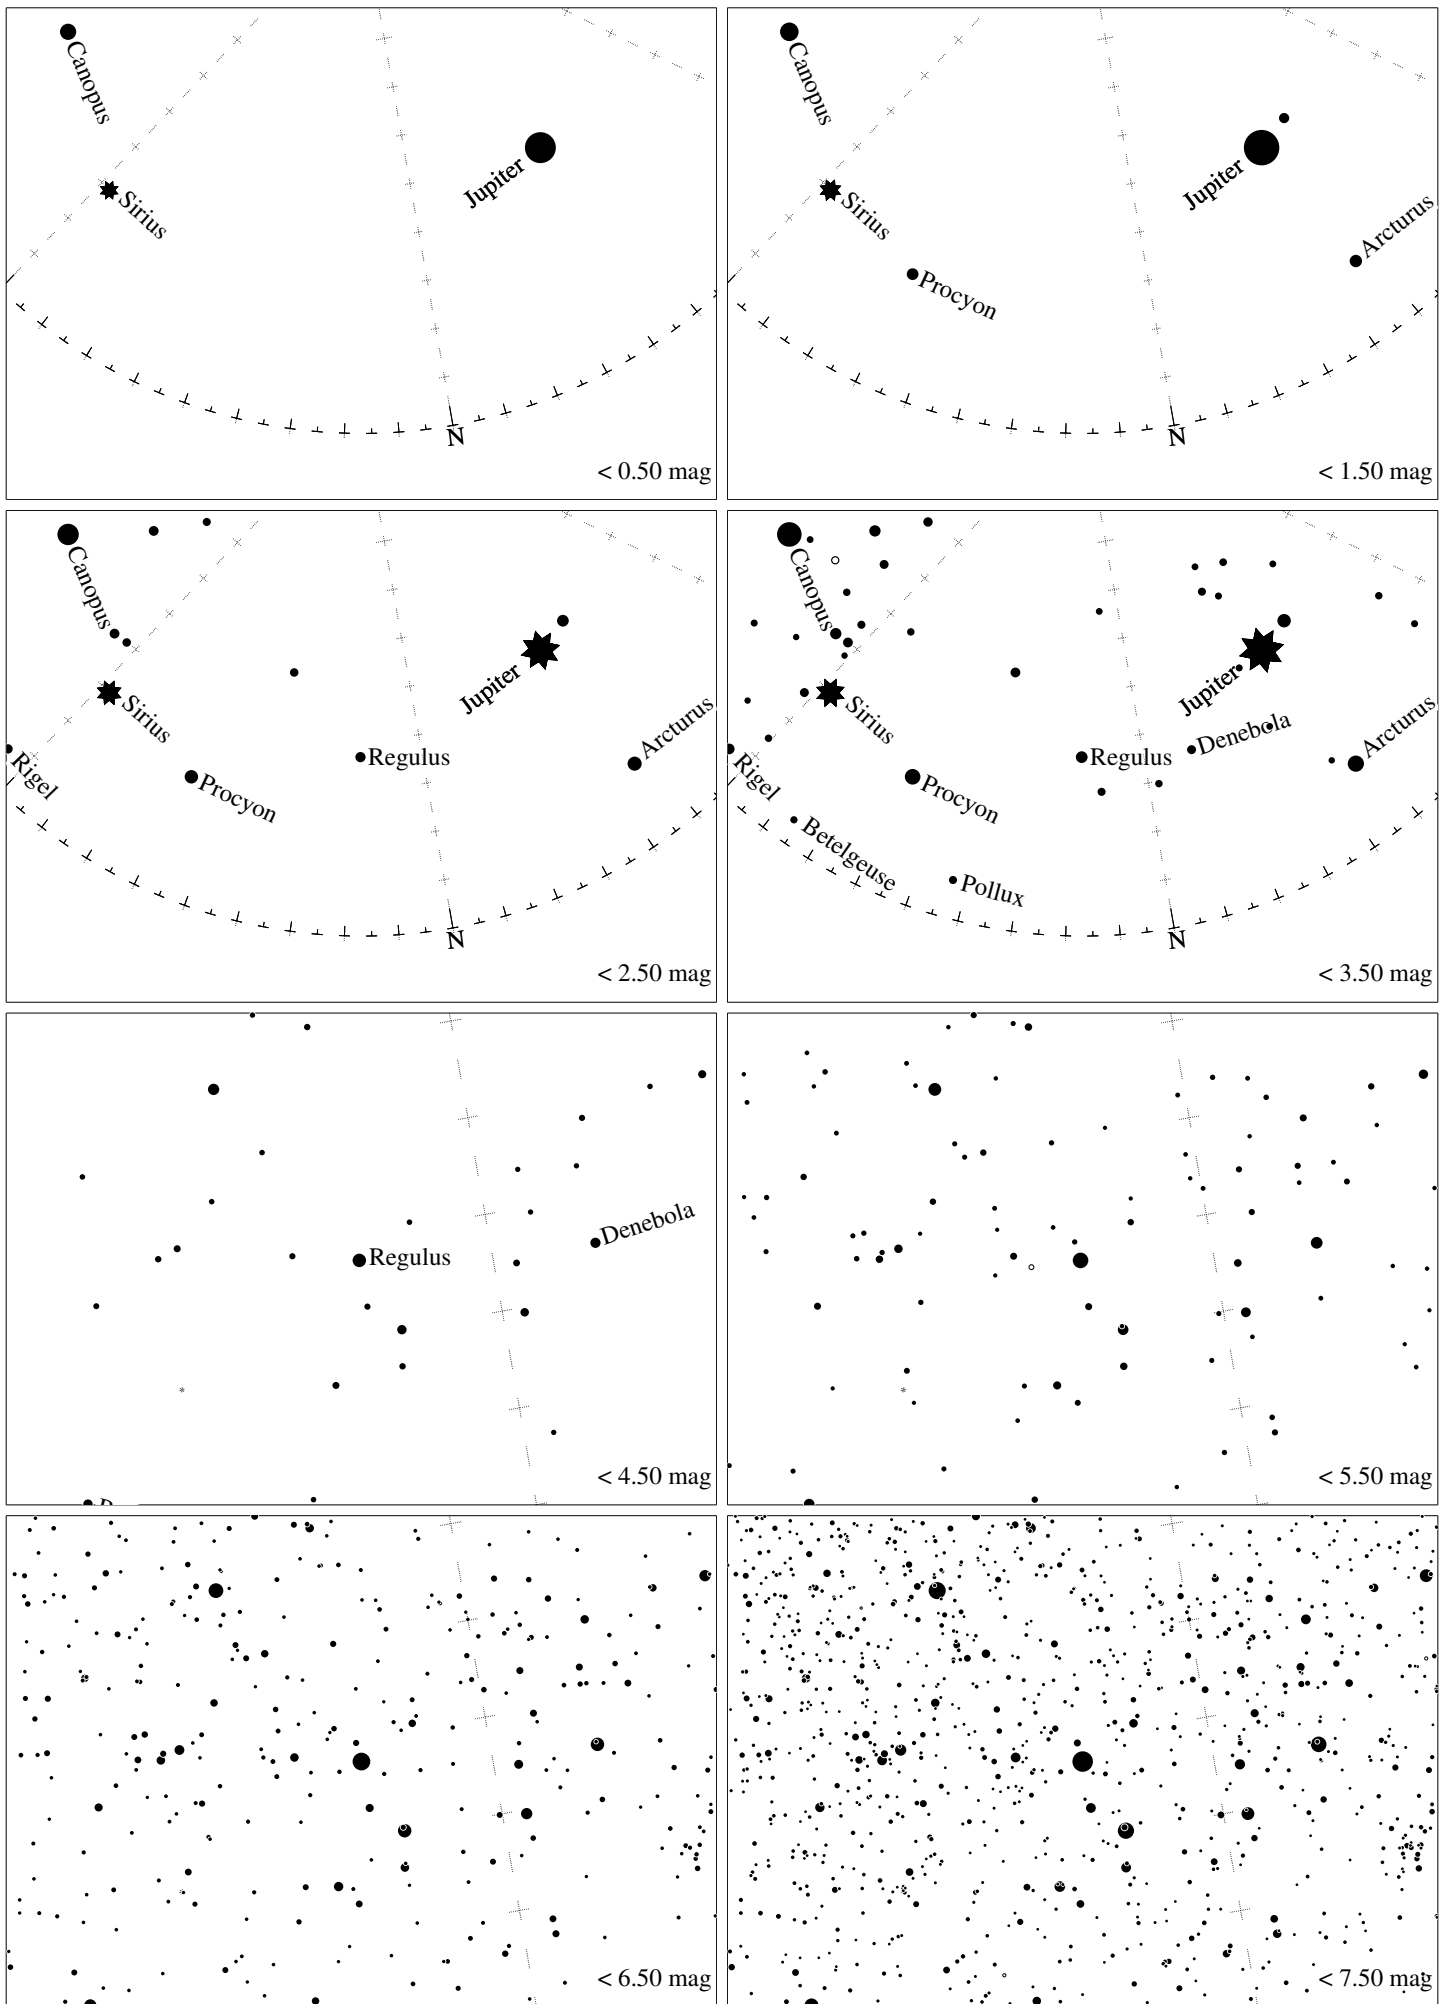 Canopus
Sirius
Jupiter
N
< 0.50 mag
Canopus
Sirius
Jupiter
Arcturus
Procyon
N
< 1.50 mag
Canopus
Sirius
Jupiter
Arcturus
Rigel
Procyon
Regulus
N
< 2.50 mag
Canopus
Sirius
Jupiter
Denebola
Arcturus
Rigel
Procyon
Regulus
Betelgeuse
Pollux
N
< 3.50 mag
Denebola
Regulus
< 4.50 mag
< 5.50 mag
< 6.50 mag
< 7.50 mag